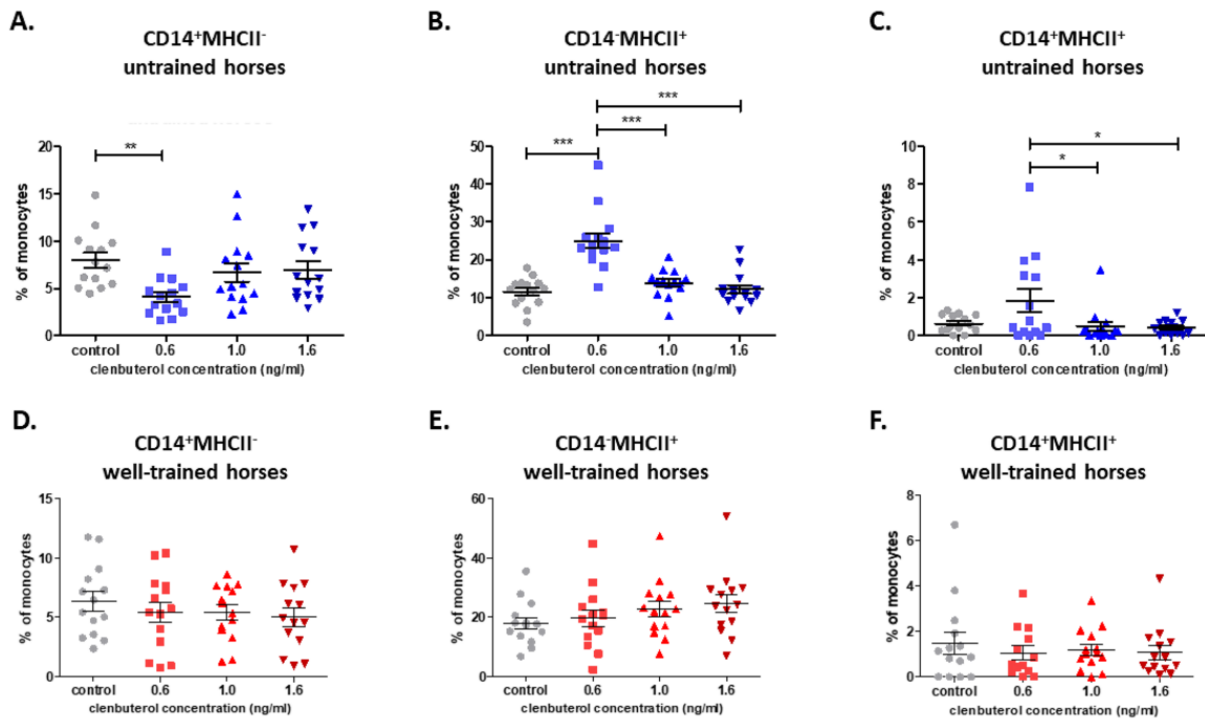 A.
CD14⁺MHCII⁻
untrained horses
**
20
15
10
5
0
% of monocytes
control 0.6 1.0 1.6
clenbuterol concentration (ng/ml)
B.
CD14⁻MHCII⁺
untrained horses
***
***
***
50
40
30
20
10
0
% of monocytes
control 0.6 1.0 1.6
clenbuterol concentration (ng/ml)
C.
CD14⁺MHCII⁺
untrained horses
*
*
10
8
6
4
2
0
% of monocytes
control 0.6 1.0 1.6
clenbuterol concentration (ng/ml)
D.
CD14⁺MHCII⁻
well-trained horses
15
10
5
0
% of monocytes
control 0.6 1.0 1.6
clenbuterol concentration (ng/ml)
E.
CD14⁻MHCII⁺
well-trained horses
60
40
20
0
% of monocytes
control 0.6 1.0 1.6
clenbuterol concentration (ng/ml)
F.
CD14⁺MHCII⁺
well-trained horses
8
6
4
2
0
% of monocytes
control 0.6 1.0 1.6
clenbuterol concentration (ng/ml)